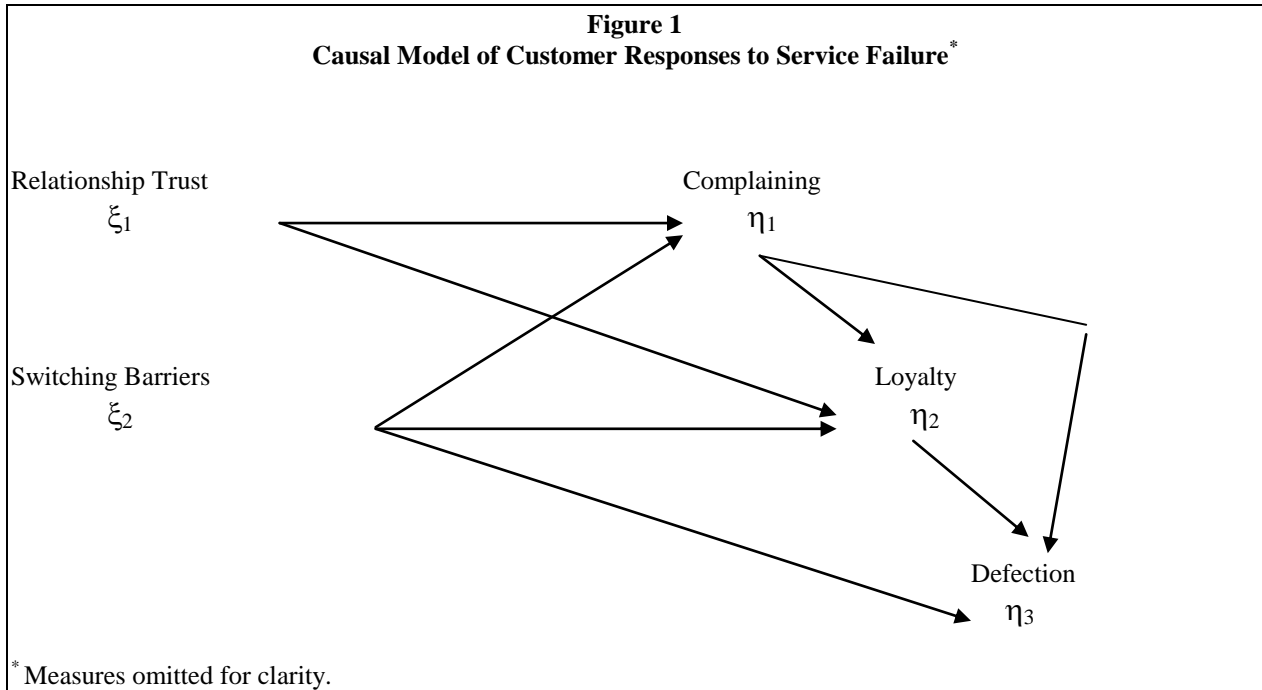 Figure 1
Causal Model of Customer Responses to Service Failure*
Relationship Trust
ξ1
Complaining
η1
Switching Barriers
ξ2
Loyalty
η2
Defection
η3
* Measures omitted for clarity.